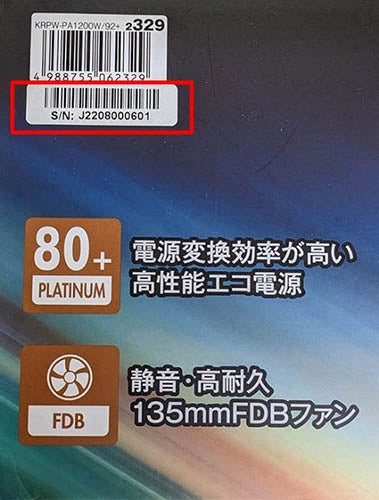 KRPW-PA1200W/92+ 2329
4 988755 062329
S/N: J2208000601
80+
PLATINUM
電源変換効率が高い
高性能エコ電源
FDB
静音・高耐久
135mmFDBファン